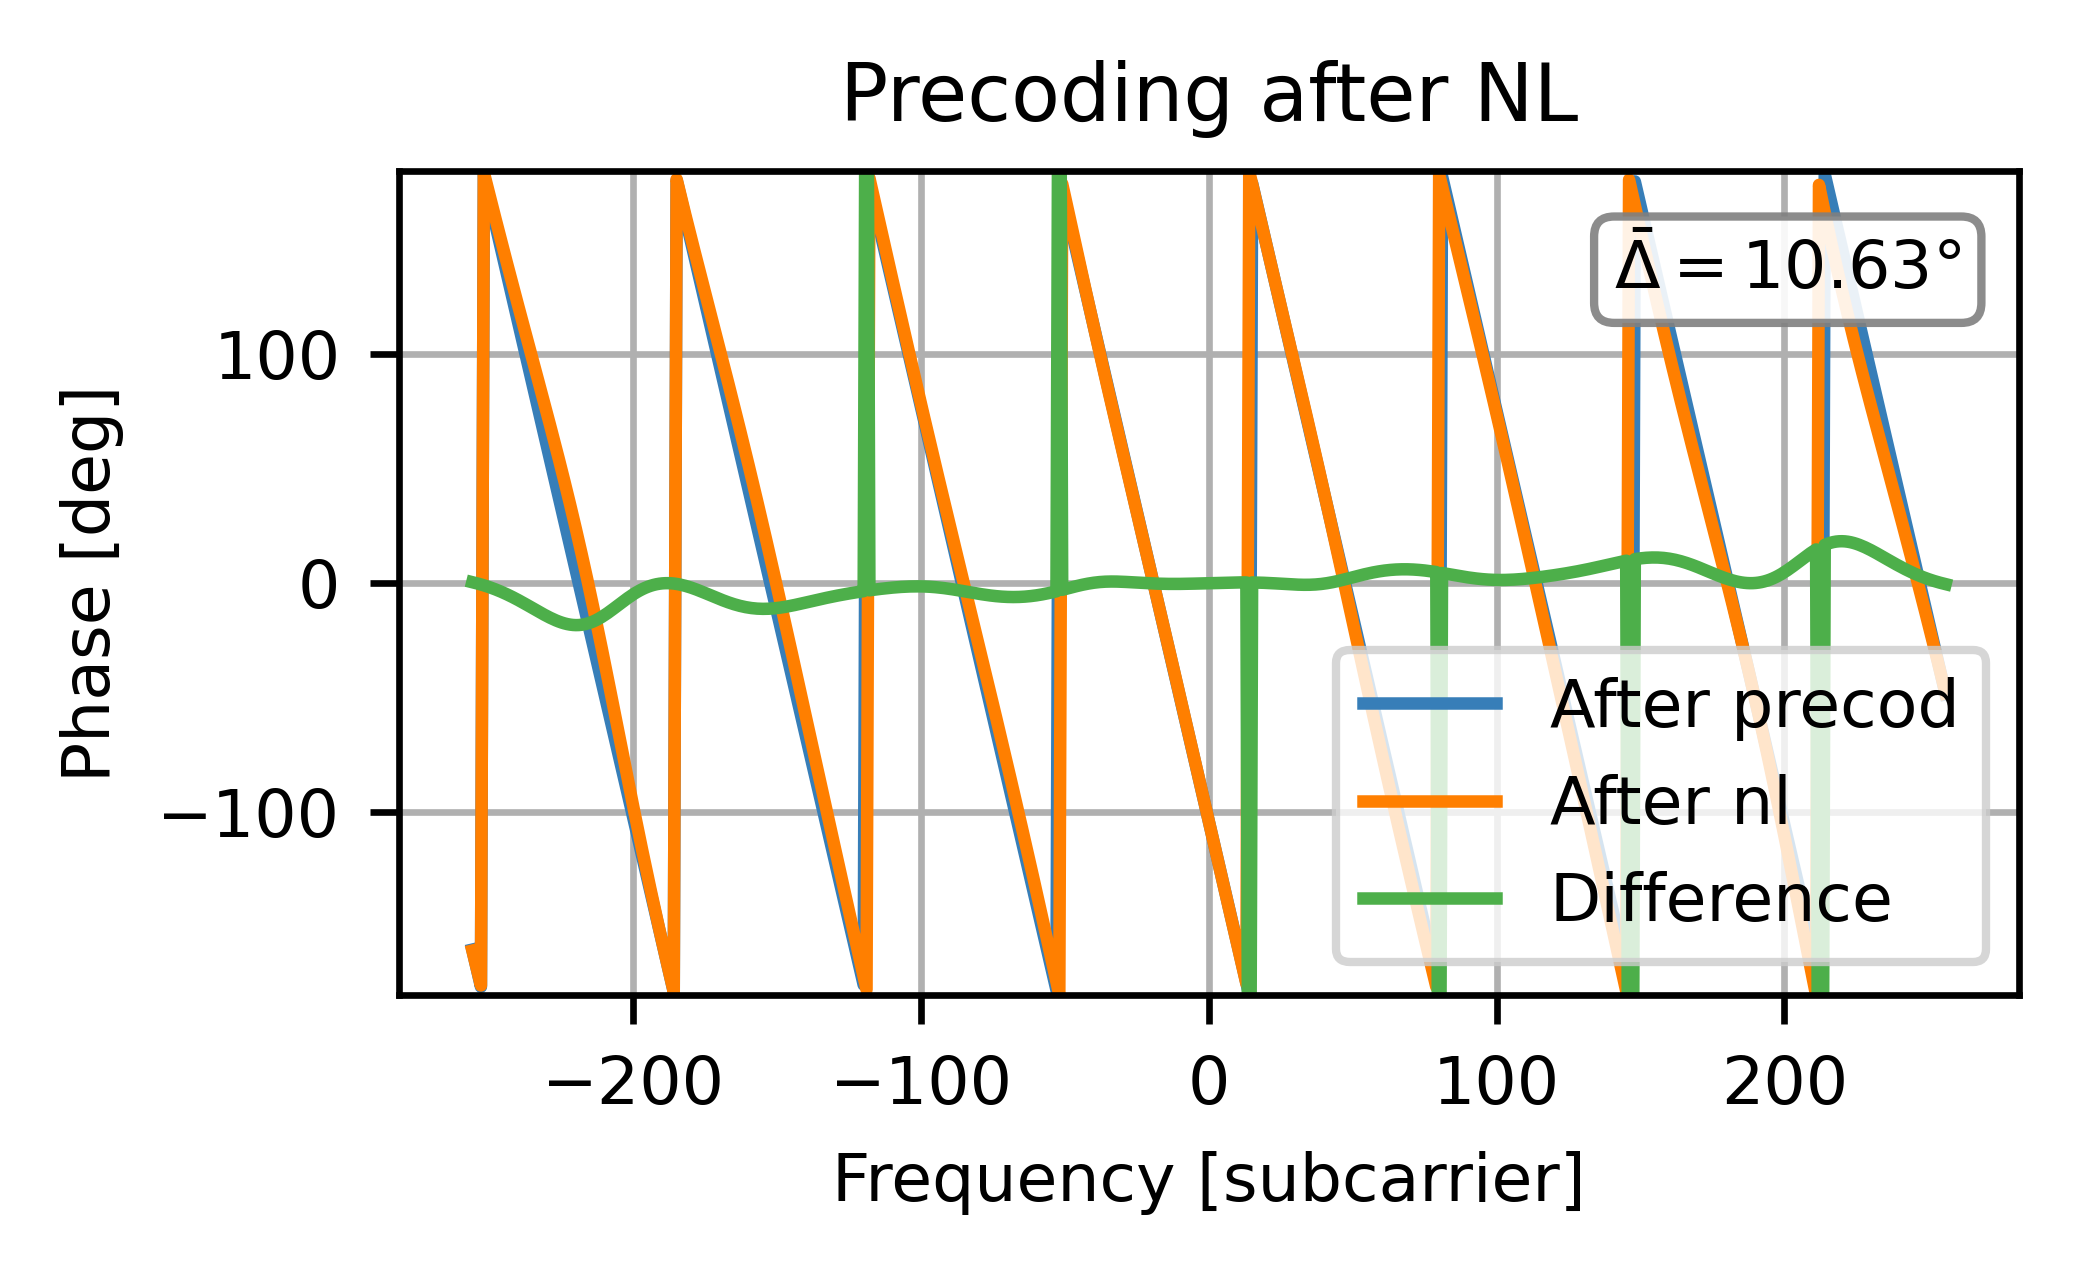 Precoding after NL
Δ̄ = 10.63°
100
0
−100
Phase [deg]
After precod
After nl
Difference
−200 −100 0 100 200
Frequency [subcarrier]